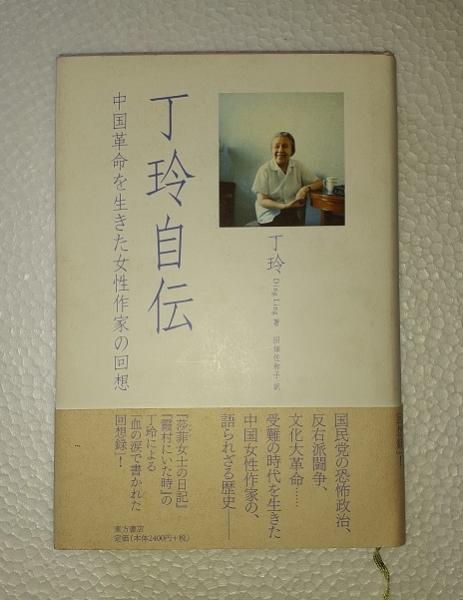 丁玲自伝
中国革命を生きた女性作家の回想
丁玲 Ding Ling 著 田畑佐和子 訳
国民党の恐怖政治、
反右派闘争、
文化大革命……
受難の時代を生きた
中国女性作家の、
語られざる歴史――
『莎菲女士の日記』
『霞村にいた時』の
丁玲による
「血の涙で書かれた
回想録」!
東方書店
定価(本体2400円+税)